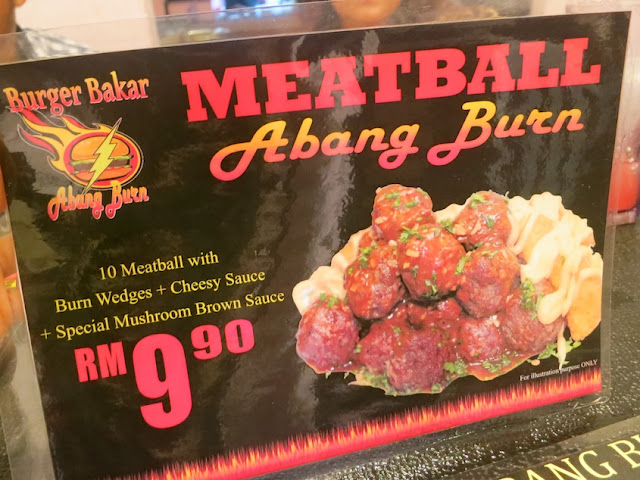 Burger Bakar
Abang Burn
MEATBALL
Abang Burn
10 Meatball with
Burn Wedges + Cheesy Sauce
+ Special Mushroom Brown Sauce
RM 9.90
For illustration purpose ONLY
ANG B